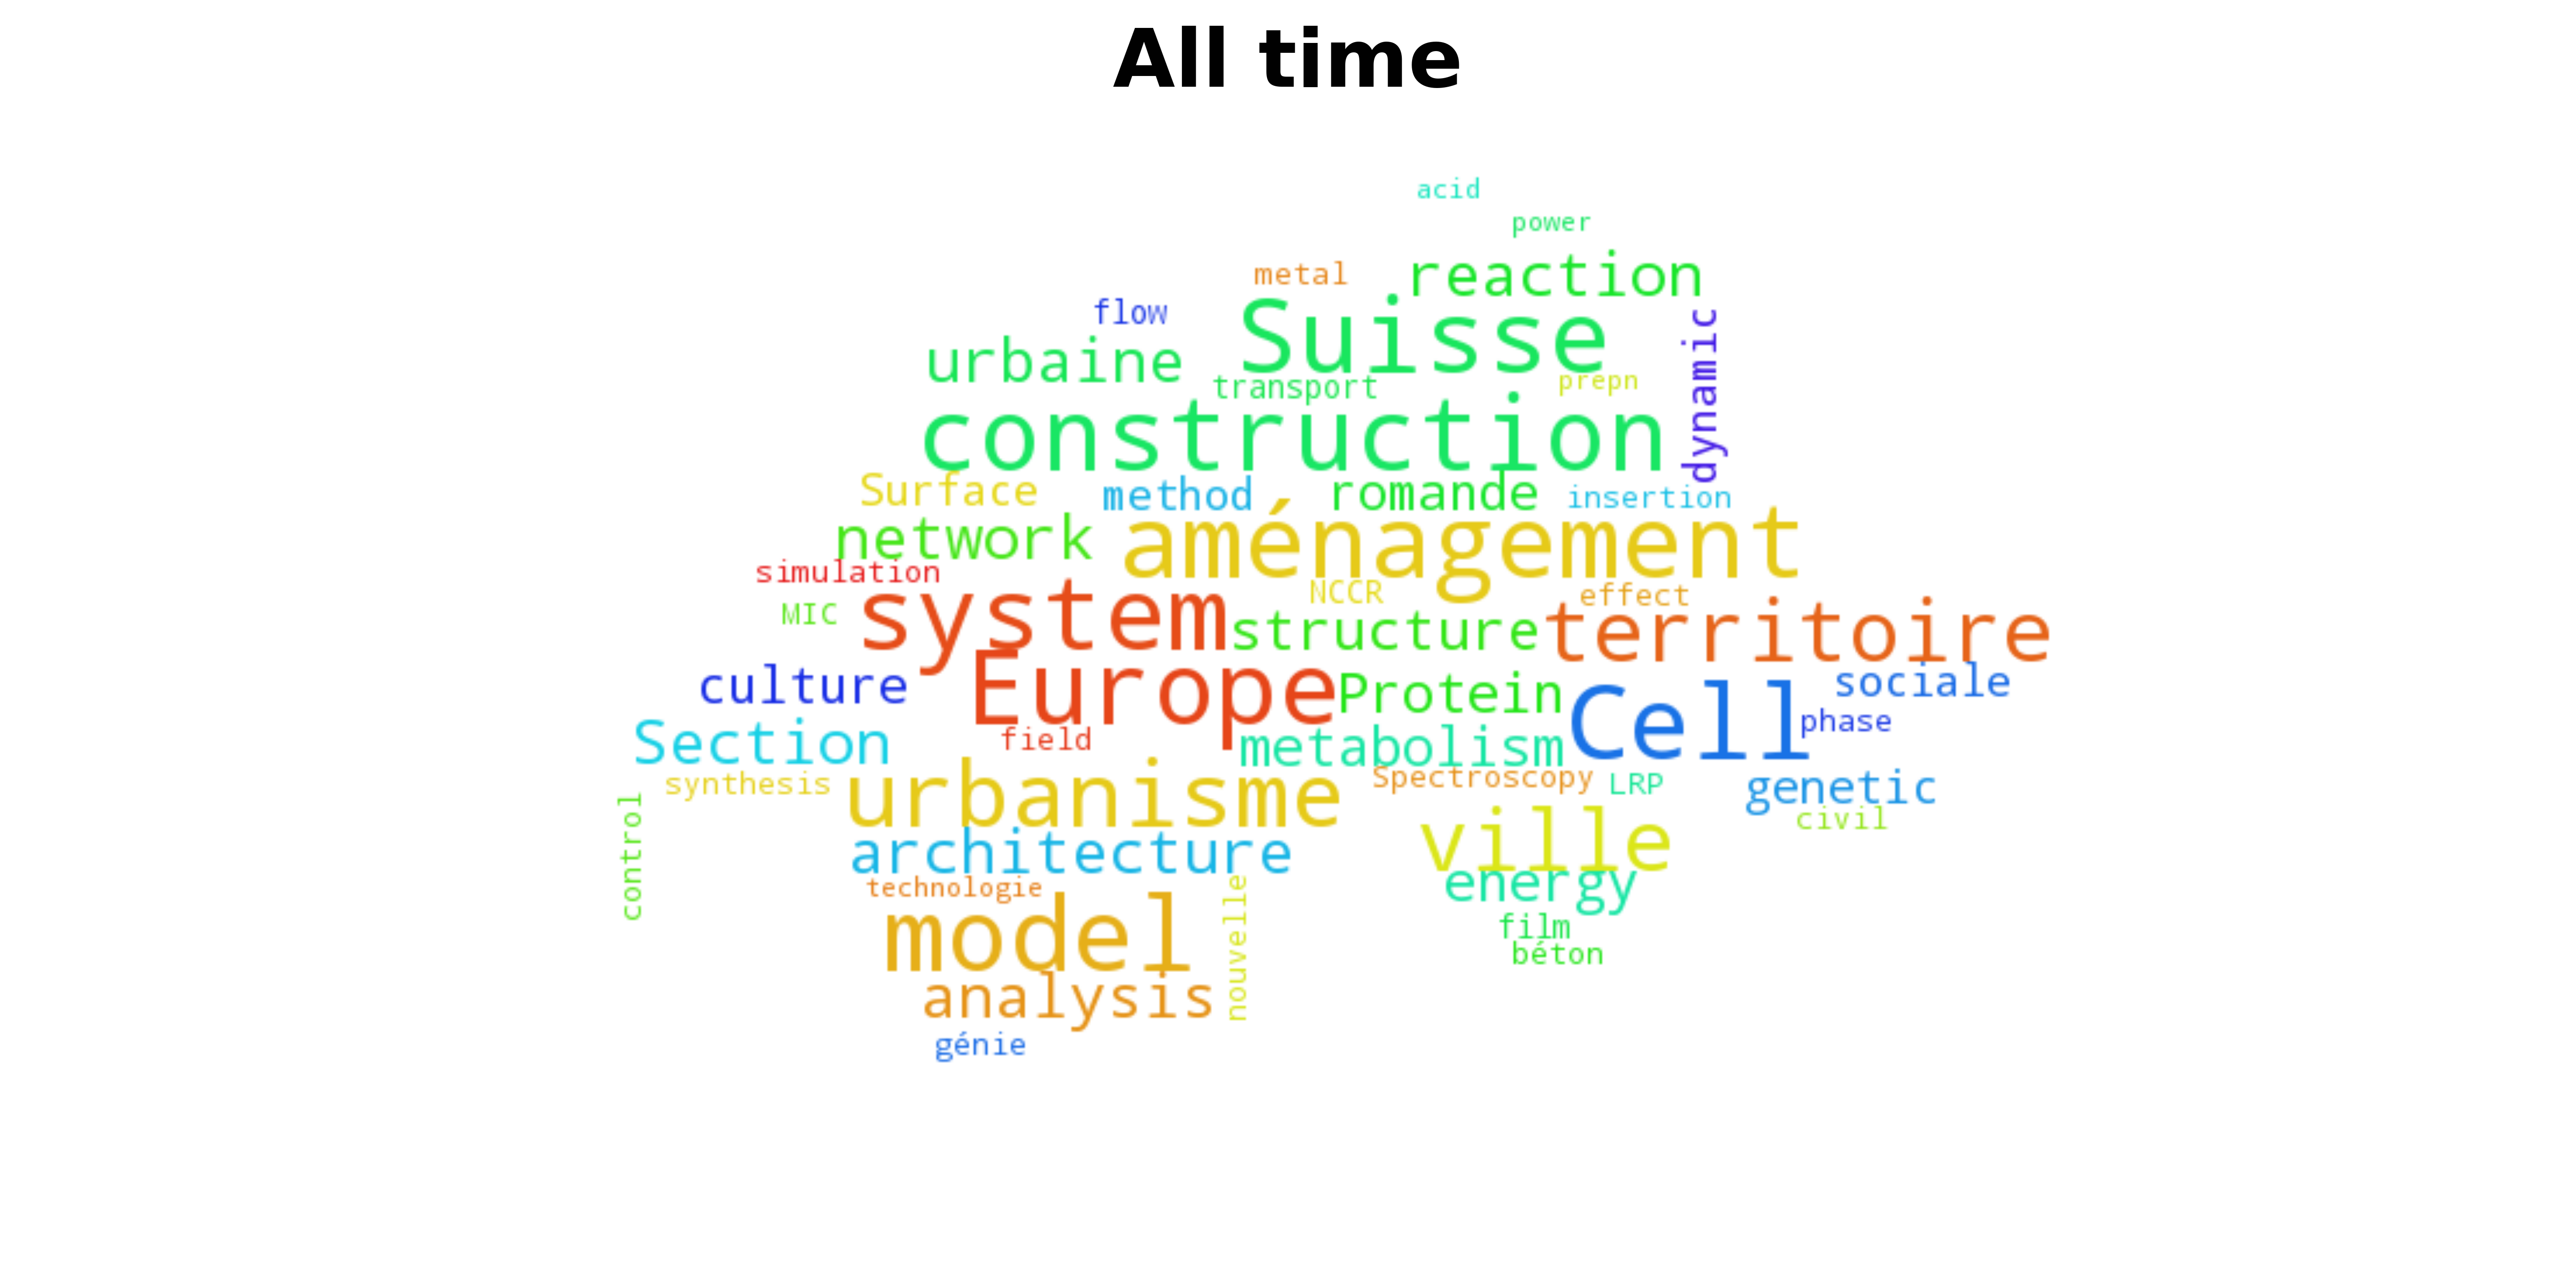 All time
acid
power
metal
reaction
flow
Suisse
dynamic
urbaine
transport
prepn
construction
Surface
method
romande
insertion
network
aménagement
simulation
NCCR
effect
MIC
system
structure
territoire
culture
Europe
Protein
Cell
sociale
phase
Section
field
metabolism
synthesis
urbanisme
Spectroscopy
LRP
genetic
civil
control
architecture
ville
technologie
energy
model
nouvelle
film
béton
analysis
génie